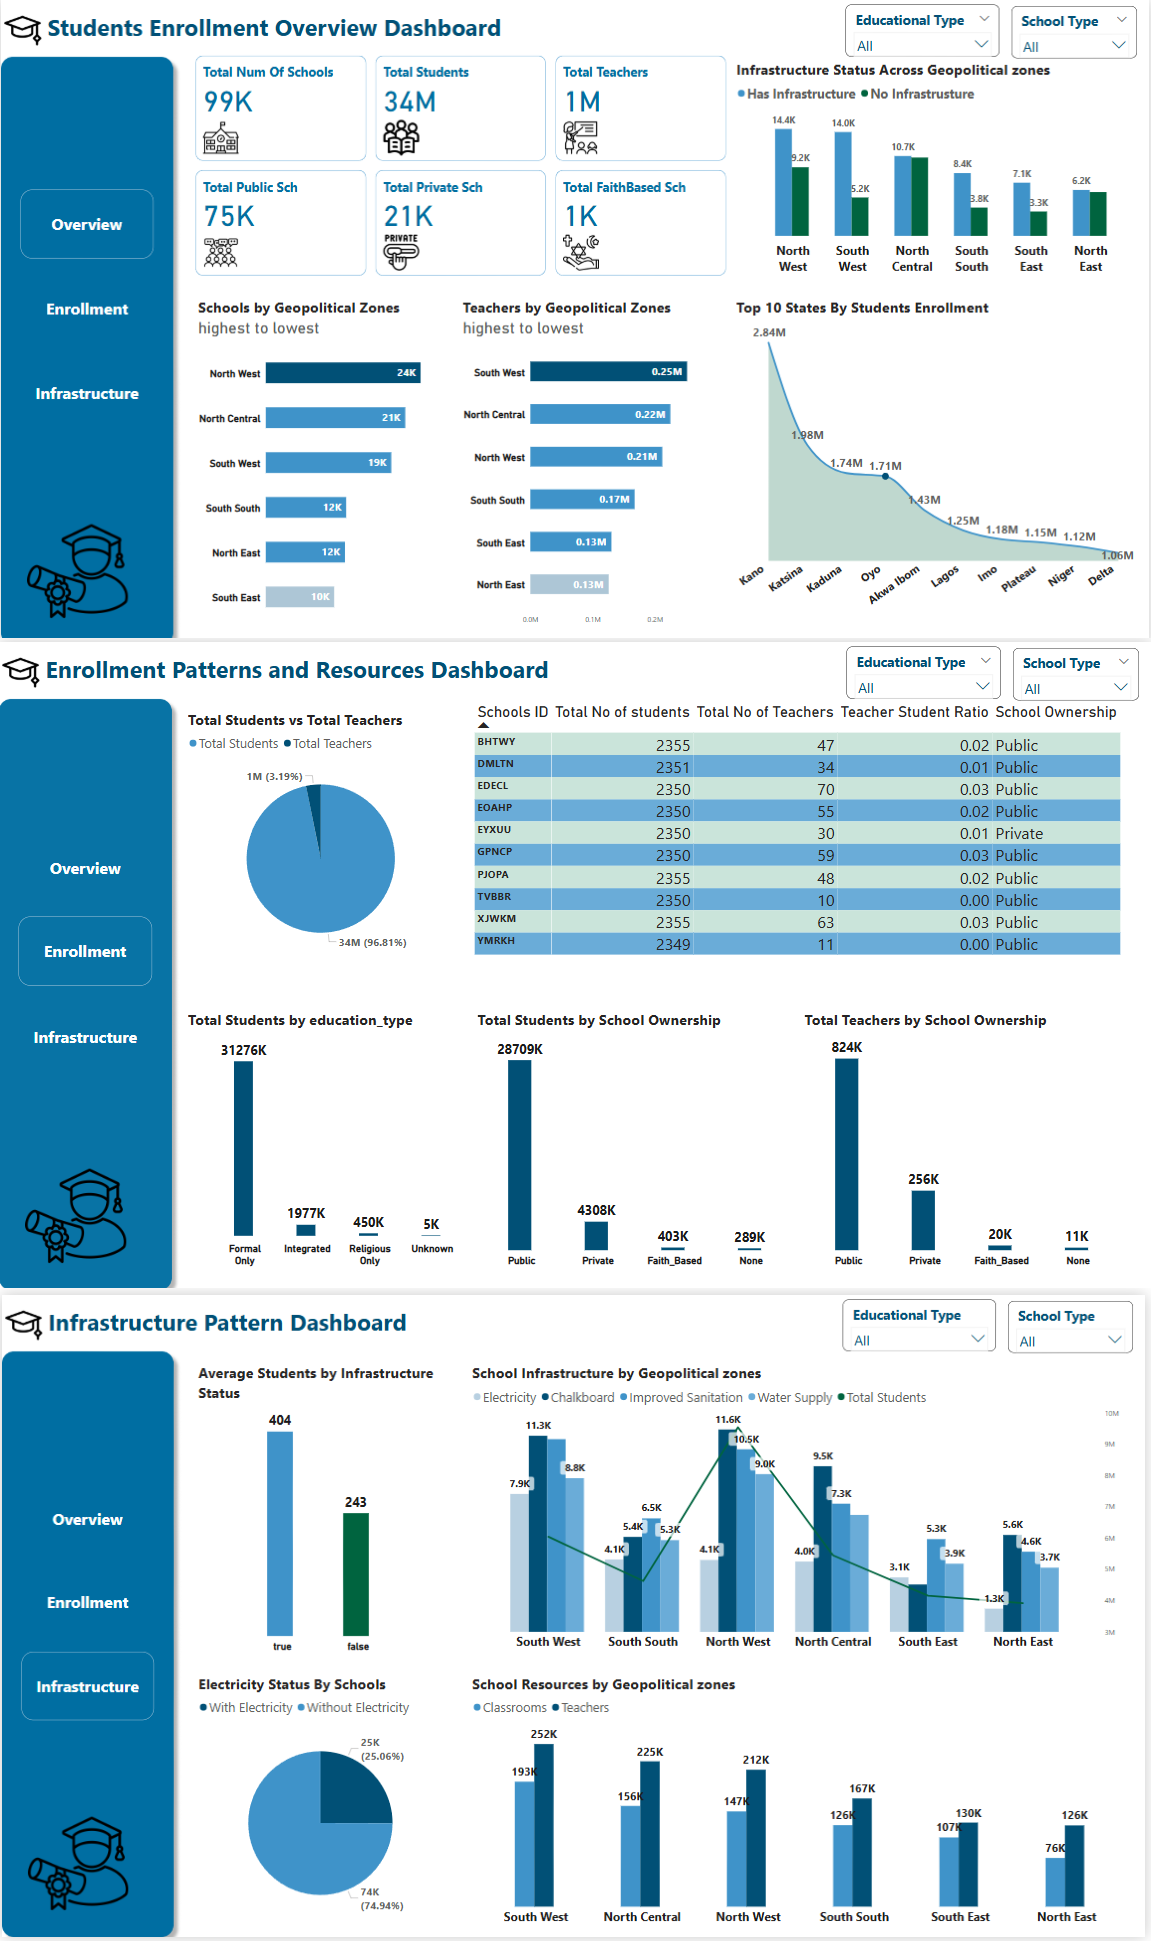 Students Enrollment Overview Dashboard
Educational Type
All
School Type
All
Overview
Enrollment
Infrastructure
Total Num Of Schools
99K
Total Students
34M
Total Teachers
1M
Total Public Sch
75K
Total Private Sch
21K
PRIVATE
Total FaithBased Sch
1K
Infrastructure Status Across Geopolitical zones
Has Infrastructure No Infrastrusture
14.4K
9.2K
14.0K
5.2K
10.7K
8.4K
3.8K
7.1K
3.3K
6.2K
North West
South West
North Central
South South
South East
North East
Schools by Geopolitical Zones
highest to lowest
North West 24K
North Central 21K
South West 19K
South South 12K
North East 12K
South East 10K
Teachers by Geopolitical Zones
highest to lowest
South West 0.25M
North Central 0.22M
North West 0.21M
South South 0.17M
South East 0.13M
North East 0.13M
0.0M 0.1M 0.2M
Top 10 States By Students Enrollment
2.84M
1.98M
1.74M
1.71M
1.43M
1.25M
1.18M
1.15M
1.12M
1.06M
Kano
Katsina
Kaduna
Oyo
Akwa Ibom
Lagos
Imo
Plateau
Niger
Delta
Enrollment Patterns and Resources Dashboard
Educational Type
All
School Type
All
Overview
Enrollment
Infrastructure
Total Students vs Total Teachers
Total Students Total Teachers
1M (3.19%)
34M (96.81%)
Schools ID Total No of students Total No of Teachers Teacher Student Ratio School Ownership
BHTWY 2355 47 0.02 Public
DMLTN 2351 34 0.01 Public
EDECL 2350 70 0.03 Public
EOAHP 2350 55 0.02 Public
EYXUU 2350 30 0.01 Private
GPNCP 2350 59 0.03 Public
PJOPA 2355 48 0.02 Public
TVBBR 2350 10 0.00 Public
XJWKM 2355 63 0.03 Public
YMRKH 2349 11 0.00 Public
Total Students by education_type
31276K
1977K
450K
5K
Formal Only
Integrated
Religious Only
Unknown
Total Students by School Ownership
28709K
4308K
403K
289K
Public Private Faith_Based None
Total Teachers by School Ownership
824K
256K
20K
11K
Public Private Faith_Based None
Infrastructure Pattern Dashboard
Educational Type
All
School Type
All
Overview
Enrollment
Infrastructure
Average Students by Infrastructure
Status
404
243
true false
School Infrastructure by Geopolitical zones
Electricity Chalkboard Improved Sanitation Water Supply Total Students
7.9K
11.3K
8.8K
4.1K
5.4K
6.5K
5.3K
4.1K
11.6K
10.5K
9.0K
4.0K
9.5K
7.3K
3.1K
5.3K
3.9K
1.3K
5.6K
4.6K
3.7K
10M
9M
8M
7M
6M
5M
4M
3M
South West South South North West North Central South East North East
Electricity Status By Schools
With Electricity Without Electricity
25K
(25.06%)
74K
(74.94%)
School Resources by Geopolitical zones
Classrooms Teachers
193K
252K
156K
225K
147K
212K
126K
167K
107K
130K
76K
126K
South West North Central North West South South South East North East